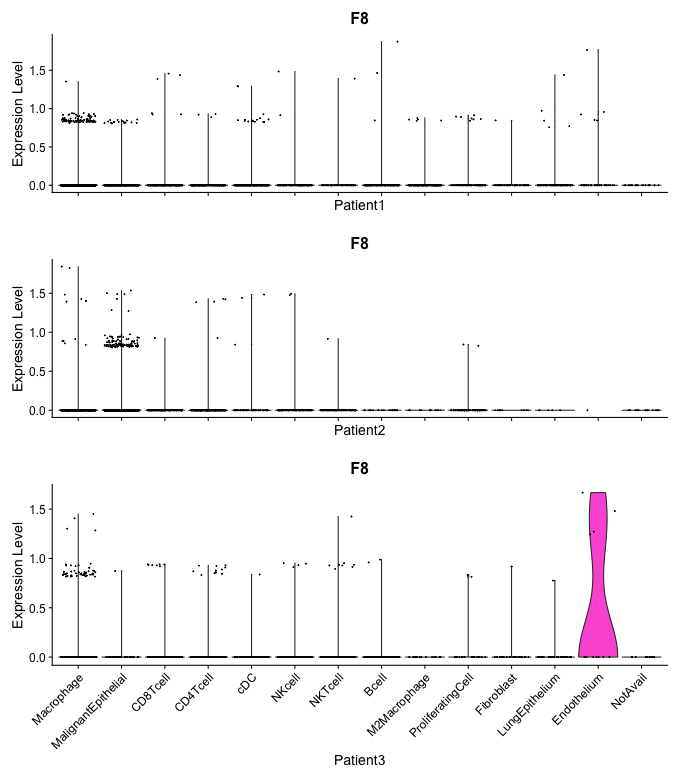 F8
Expression Level
1.5
1.0
0.5
0.0
Patient1
F8
Expression Level
1.5
1.0
0.5
0.0
Patient2
F8
Expression Level
1.5
1.0
0.5
0.0
Macrophage
MalignantEpithelial
CD8Tcell
CD4Tcell
cDC
NKcell
NKTcell
Bcell
M2Macrophage
ProliferatingCell
Fibroblast
LungEpithelium
Endothelium
NotAvail
Patient3